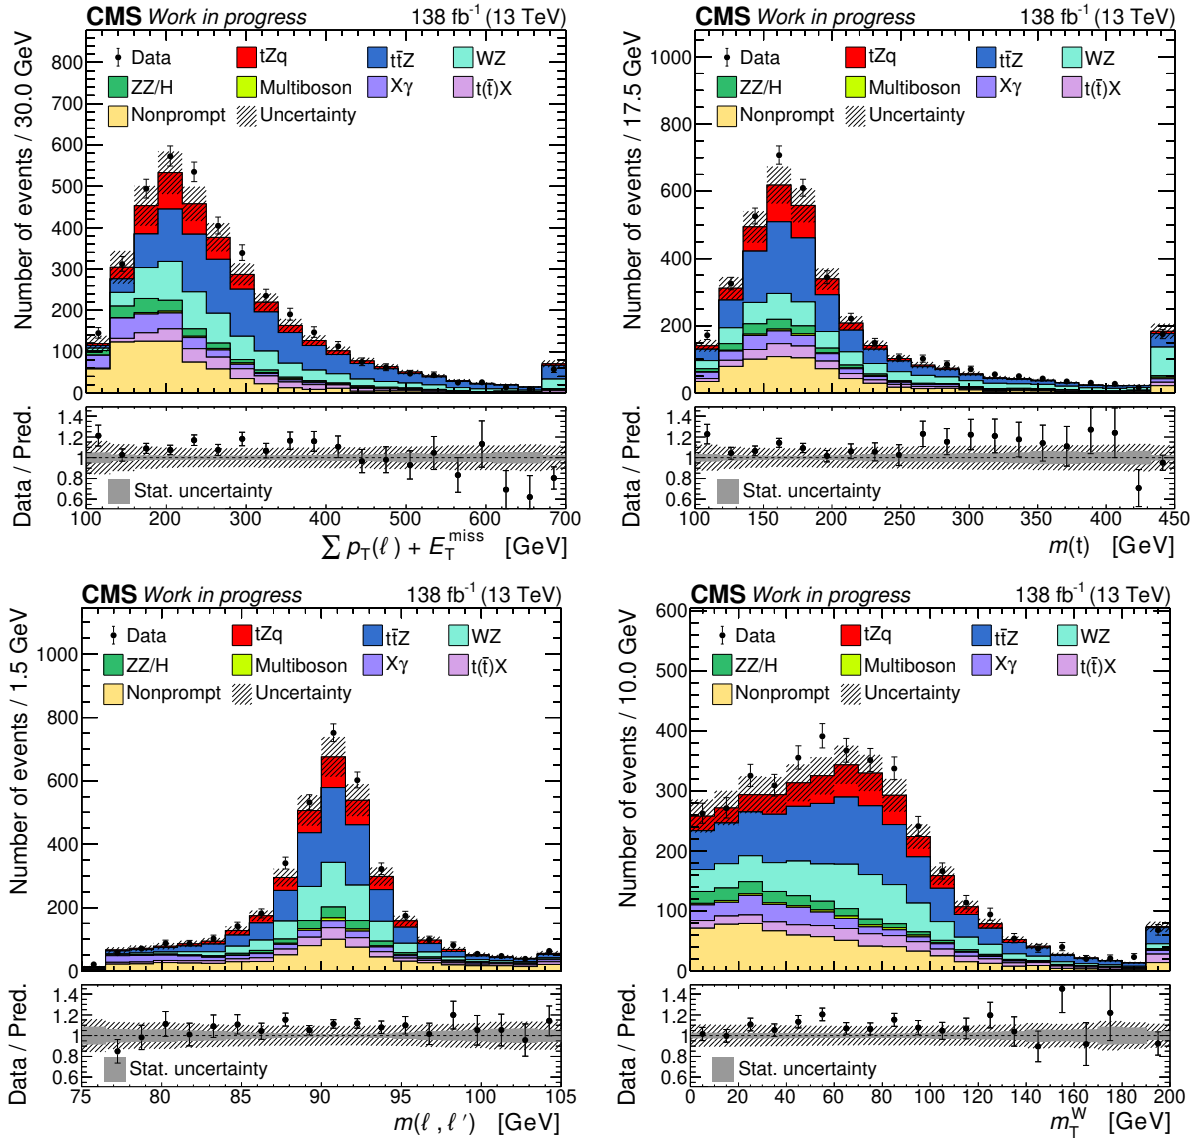 CMS Work in progress 138 fb⁻¹ (13 TeV)
Number of events / 30.0 GeV
800
700
600
500
400
300
200
100
0
Data tZq tt̄Z WZ
ZZ/H Multiboson Xγ t(t̄)X
Nonprompt Uncertainty
Data / Pred.
1.4
1.2
1
0.8
0.6
Stat. uncertainty
100 200 300 400 500 600 700
∑ p_T(ℓ) + E_T^miss [GeV]
CMS Work in progress 138 fb⁻¹ (13 TeV)
Number of events / 17.5 GeV
1000
800
600
400
200
0
Data tZq tt̄Z WZ
ZZ/H Multiboson Xγ t(t̄)X
Nonprompt Uncertainty
Data / Pred.
1.4
1.2
1
0.8
0.6
Stat. uncertainty
100 150 200 250 300 350 400 450
m(t) [GeV]
CMS Work in progress 138 fb⁻¹ (13 TeV)
Number of events / 1.5 GeV
1000
800
600
400
200
0
Data tZq tt̄Z WZ
ZZ/H Multiboson Xγ t(t̄)X
Nonprompt Uncertainty
Data / Pred.
1.4
1.2
1
0.8
0.6
Stat. uncertainty
75 80 85 90 95 100 105
m(ℓ, ℓ′) [GeV]
CMS Work in progress 138 fb⁻¹ (13 TeV)
Number of events / 10.0 GeV
600
500
400
300
200
100
0
Data tZq tt̄Z WZ
ZZ/H Multiboson Xγ t(t̄)X
Nonprompt Uncertainty
Data / Pred.
1.4
1.2
1
0.8
0.6
Stat. uncertainty
0 20 40 60 80 100 120 140 160 180 200
m_T^W [GeV]